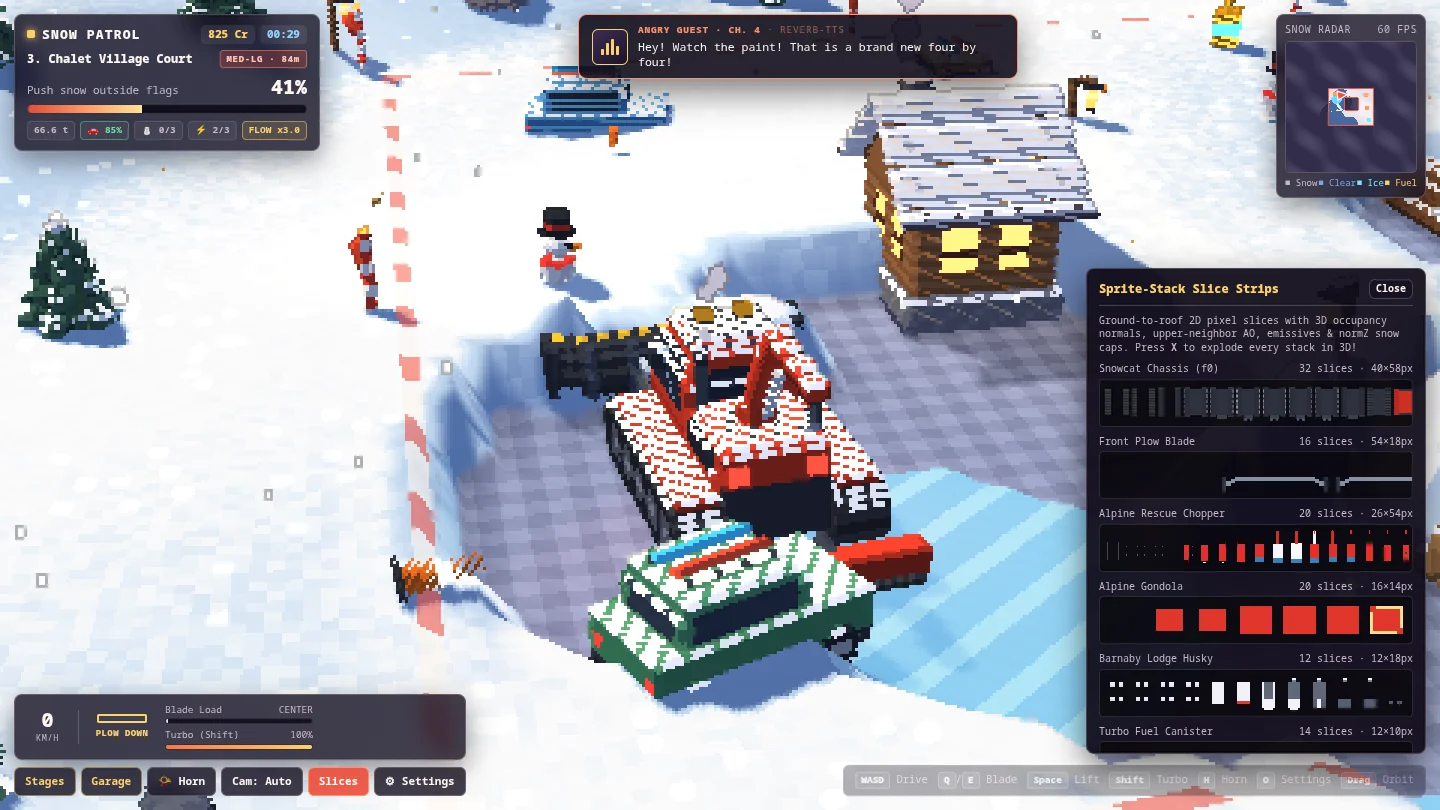 SNOW PATROL 825 Cr 00:29
3. Chalet Village Court MED-LG · 84m
Push snow outside flags 41%
66.6 t 85% 0/3 2/3 FLOW x3.0
ANGRY GUEST · CH. 4 · REVERB-TTS
Hey! Watch the paint! That is a brand new four by
four!
SNOW RADAR 60 FPS
Snow Clear Ice Fuel
Sprite-Stack Slice Strips Close
Ground-to-roof 2D pixel slices with 3D occupancy
normals, upper-neighbor AO, emissives & normZ snow
caps. Press X to explode every stack in 3D!
Snowcat Chassis (f0) 32 slices · 40×58px
Front Plow Blade 16 slices · 54×18px
Alpine Rescue Chopper 20 slices · 26×54px
Alpine Gondola 20 slices · 16×14px
Barnaby Lodge Husky 12 slices · 12×18px
Turbo Fuel Canister 14 slices · 12×10px
0 KM/H
PLOW DOWN
Blade Load CENTER
Turbo (Shift) 100%
Stages Garage Horn Cam: Auto Slices Settings
WASD Drive Q/E Blade Space Lift Shift Turbo H Horn O Settings Drag Orbit